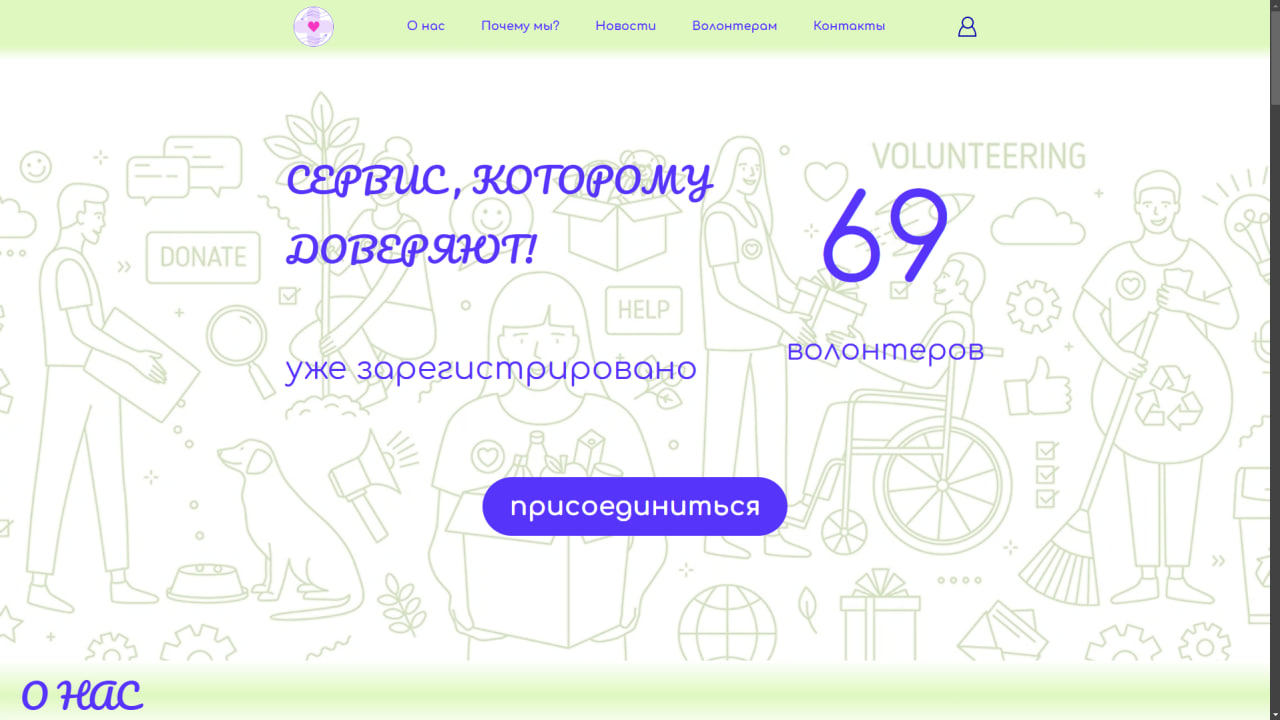 О нас Почему мы? Новости Волонтерам Контакты
VOLUNTEERING
СЕРВИС, КОТОРОМУ
ДОВЕРЯЮТ!
69
DONATE
HELP
волонтеров
уже зарегистрировано
присоединиться
О НАС